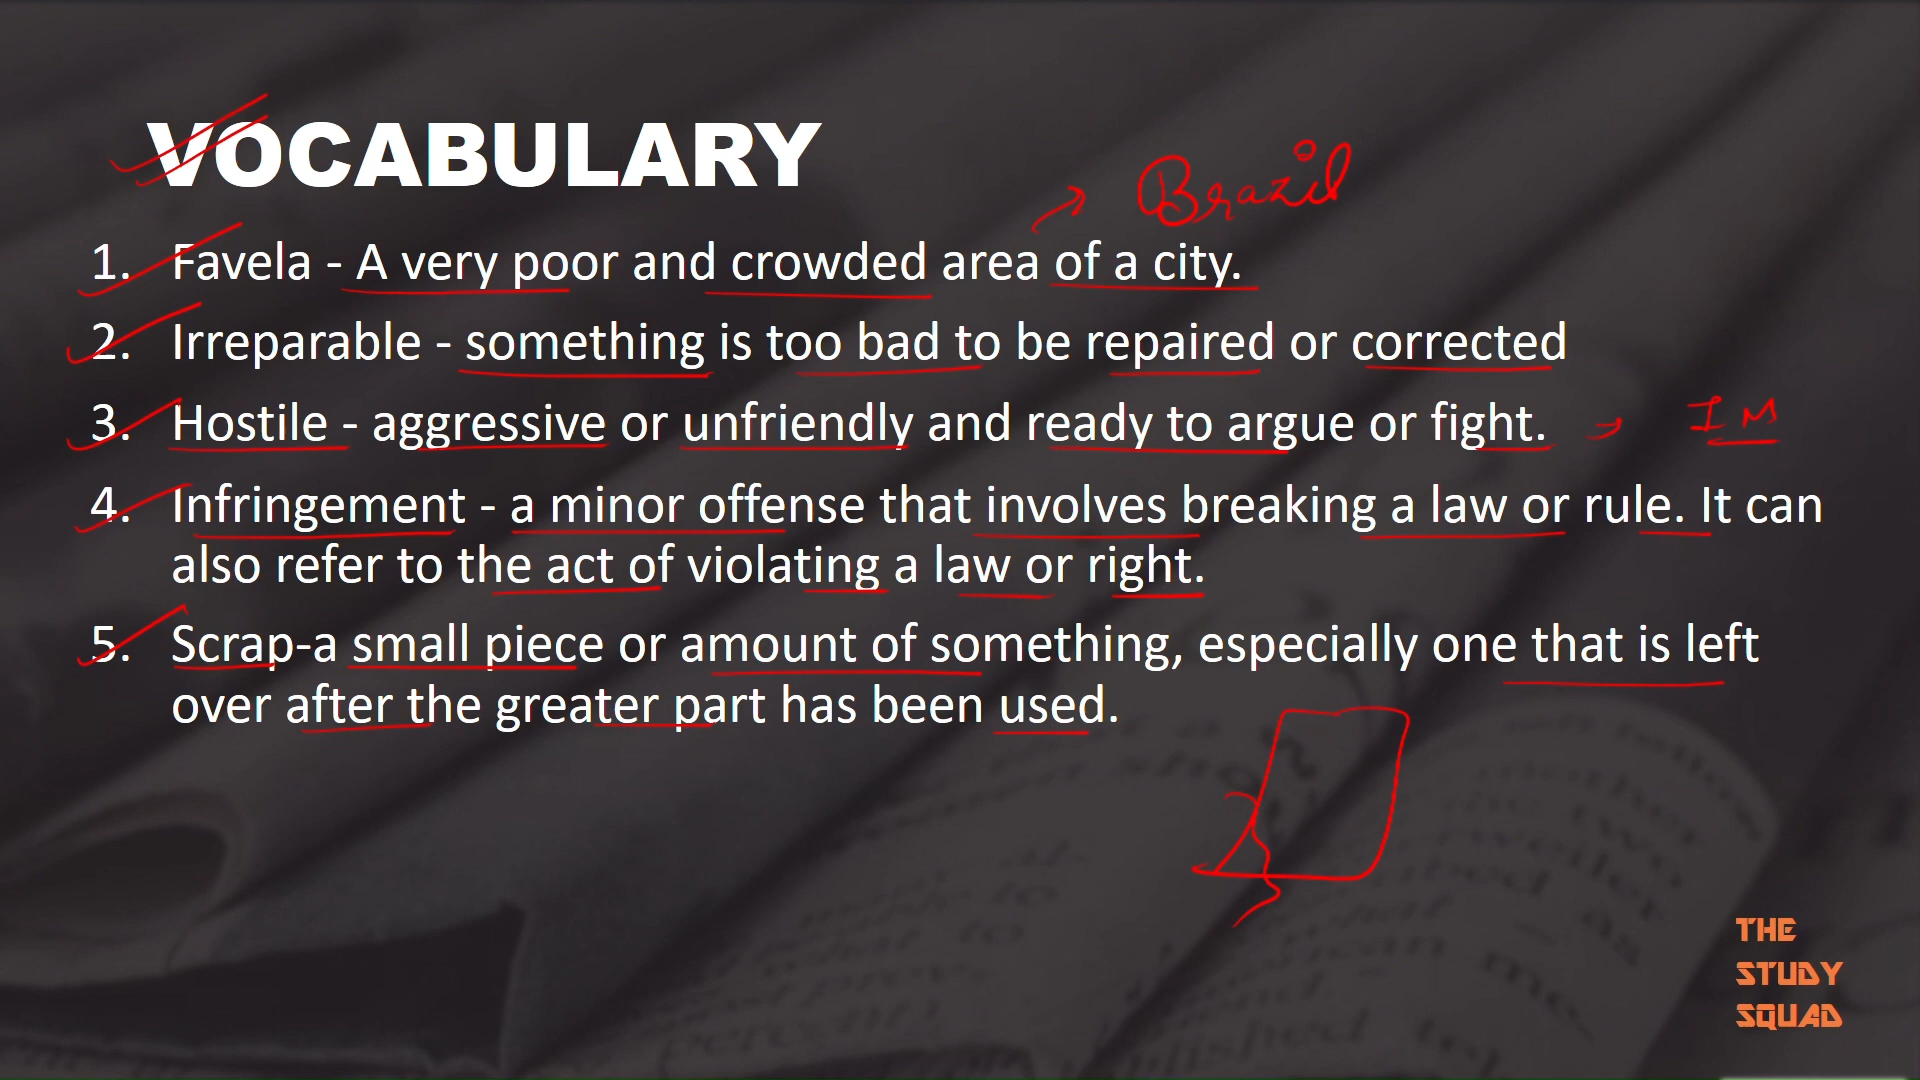 VOCABULARY
Brazil
1. Favela - A very poor and crowded area of a city.
2. Irreparable - something is too bad to be repaired or corrected
3. Hostile - aggressive or unfriendly and ready to argue or fight.
IM
4. Infringement - a minor offense that involves breaking a law or rule. It can
also refer to the act of violating a law or right.
5. Scrap-a small piece or amount of something, especially one that is left
over after the greater part has been used.
THE
STUDY
SQUAD